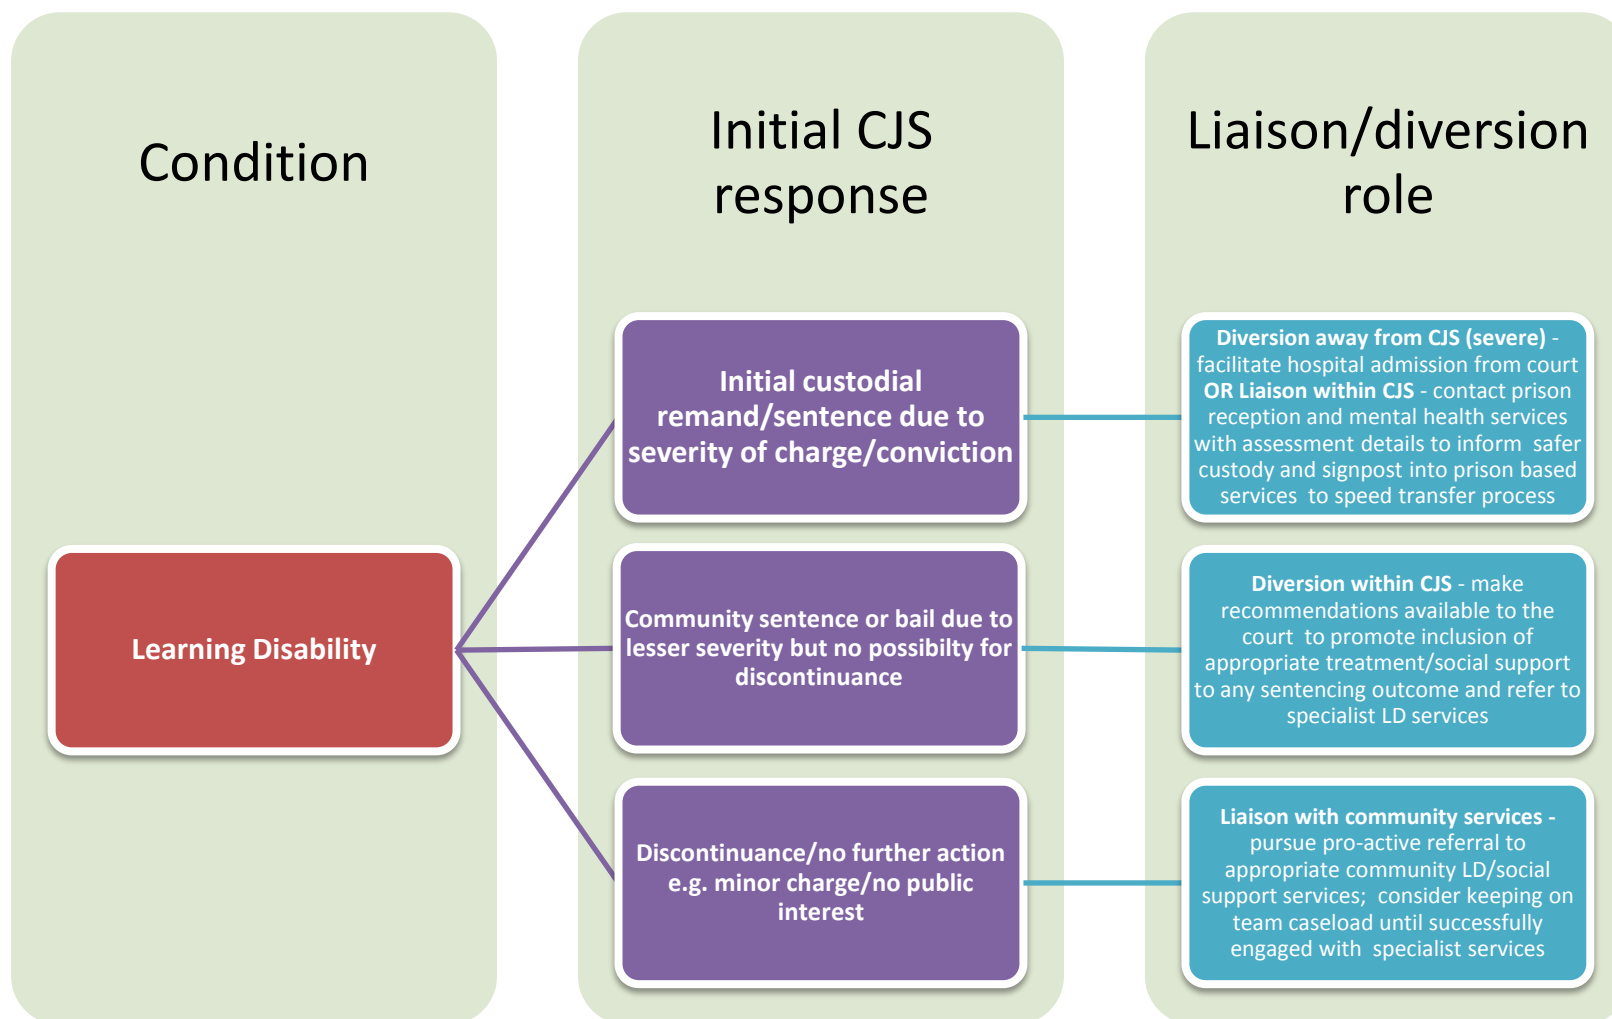 Condition
Initial CJS
response
Liaison/diversion
role
Learning Disability
Initial custodial
remand/sentence due to
severity of charge/conviction
Diversion away from CJS (severe) -
facilitate hospital admission from court
OR Liaison within CJS - contact prison
reception and mental health services
with assessment details to inform safer
custody and signpost into prison based
services to speed transfer process
Community sentence or bail due to
lesser severity but no possibilty for
discontinuance
Diversion within CJS - make
recommendations available to the
court to promote inclusion of
appropriate treatment/social support
to any sentencing outcome and refer to
specialist LD services
Discontinuance/no further action
e.g. minor charge/no public
interest
Liaison with community services -
pursue pro-active referral to
appropriate community LD/social
support services; consider keeping on
team caseload until successfully
engaged with specialist services